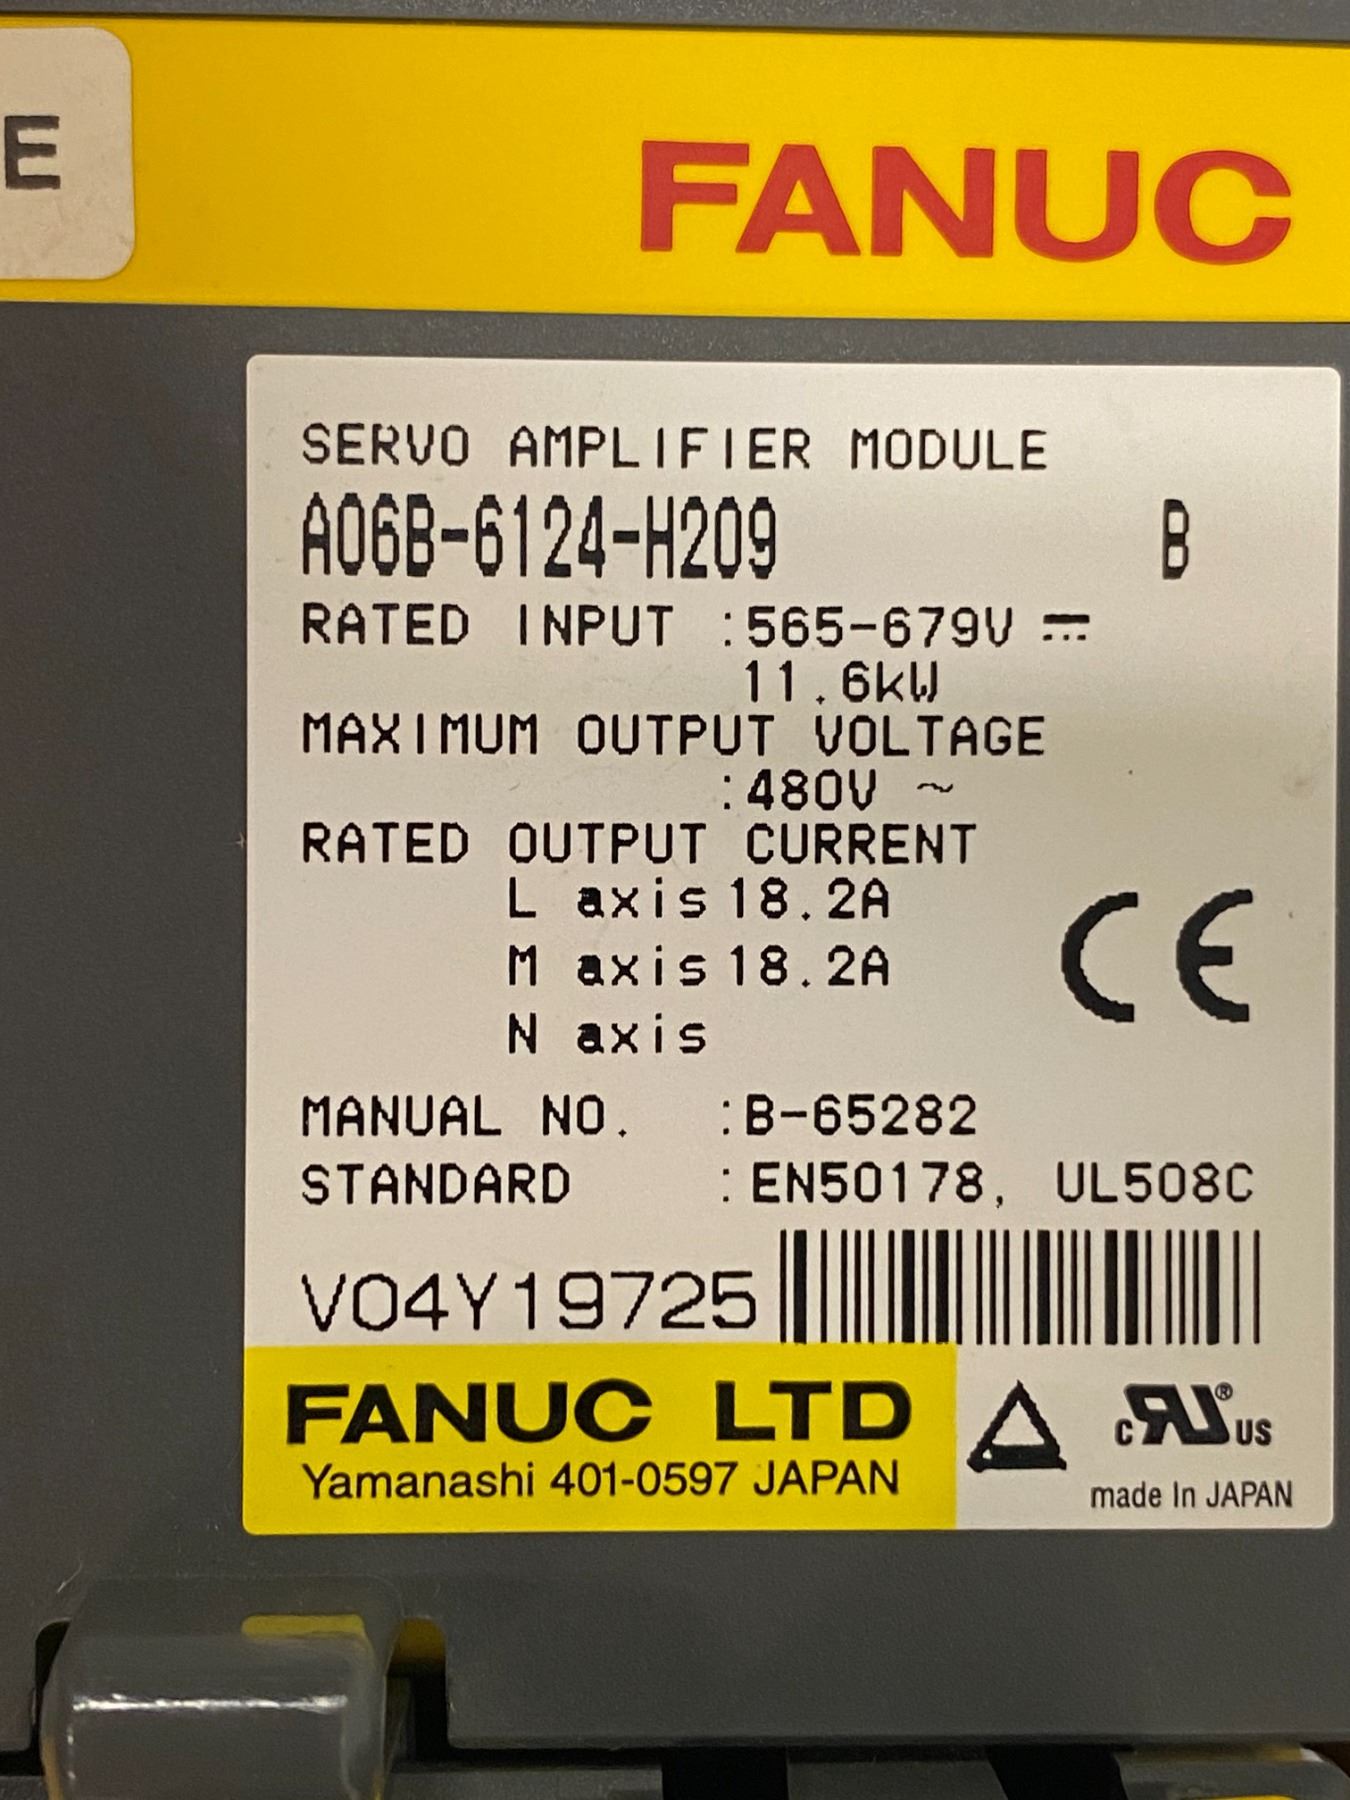 E
FANUC
SERVO AMPLIFIER MODULE
A06B-6124-H209 B
RATED INPUT :565-679V ⎓
11.6kW
MAXIMUM OUTPUT VOLTAGE
:480V ~
RATED OUTPUT CURRENT
L axis 18.2A
M axis 18.2A
N axis
CE
MANUAL NO. :B-65282
STANDARD :EN50178, UL508C
V04Y19725
FANUC LTD
Yamanashi 401-0597 JAPAN
c RU ® US
made In JAPAN